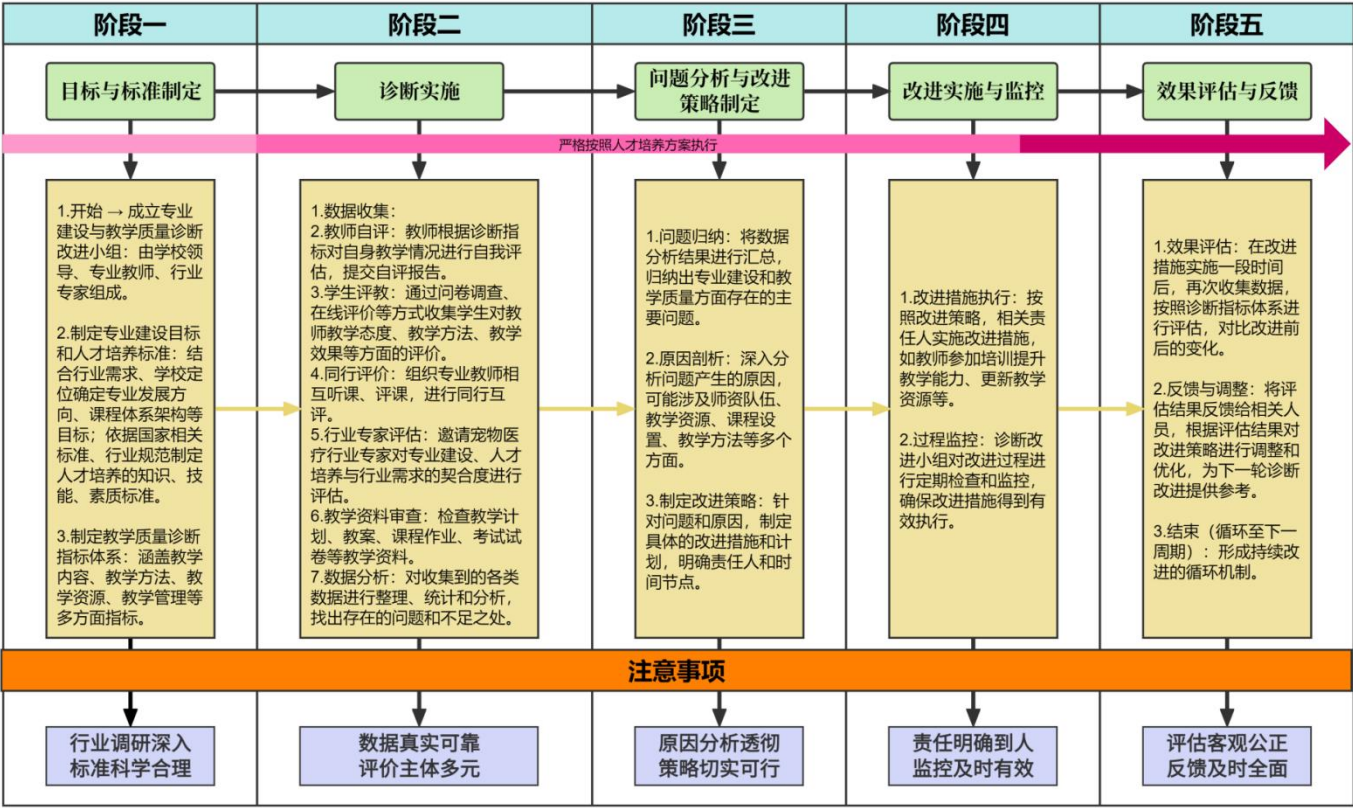 阶段一
阶段二
阶段三
阶段四
阶段五
目标与标准制定
诊断实施
问题分析与改进
策略制定
改进实施与监控
效果评估与反馈
严格按照人才培养方案执行
1.开始 → 成立专业
建设与教学质量诊断
改进小组：由学校领
导、专业教师、行业
专家组成。
2.制定专业建设目标
和人才培养标准：结
合行业需求、学校定
位确定专业发展方
向、课程体系架构等
目标；依据国家相关
标准、行业规范制定
人才培养的知识、技
能、素质标准。
3.制定教学质量诊断
指标体系：涵盖教学
内容、教学方法、教
学资源、教学管理等
多方面指标。
1.数据收集：
2.教师自评：教师根据诊断指
标对自身教学情况进行自我评
估，提交自评报告。
3.学生评教：通过问卷调查、
在线评价等方式收集学生对教
师教学态度、教学方法、教学
效果等方面的评价。
4.同行评价：组织专业教师相
互听课、评课，进行同行互
评。
5.行业专家评估：邀请宠物医
疗行业专家对专业建设、人才
培养与行业需求的契合度进行
评估。
6.教学资料审查：检查教学计
划、教案、课程作业、考试试
卷等教学资料。
7.数据分析：对收集到的各类
数据进行整理、统计和分析，
找出存在的问题和不足之处。
1.问题归纳：将数据
分析结果进行汇总，
归纳出专业建设和教
学质量方面存在的主
要问题。
2.原因剖析：深入分
析问题产生的原因，
可能涉及师资队伍、
教学资源、课程设
置、教学方法等多个
方面。
3.制定改进策略：针
对问题和原因，制定
具体的改进措施和计
划，明确责任人和时
间节点。
1.改进措施执行：按
照改进策略，相关责
任人实施改进措施，
如教师参加培训提升
教学能力、更新教学
资源等。
2.过程监控：诊断改
进小组对改进过程进
行定期检查和监控，
确保改进措施得到有
效执行。
1.效果评估：在改进
措施实施一段时间
后，再次收集数据，
按照诊断指标体系进
行评估，对比改进前
后的变化。
2.反馈与调整：将评
估结果反馈给相关人
员，根据评估结果对
改进策略进行调整和
优化，为下一轮诊断
改进提供参考。
3.结束（循环至下一
周期）：形成持续改
进的循环机制。
注意事项
行业调研深入
标准科学合理
数据真实可靠
评价主体多元
原因分析透彻
策略切实可行
责任明确到人
监控及时有效
评估客观公正
反馈及时全面